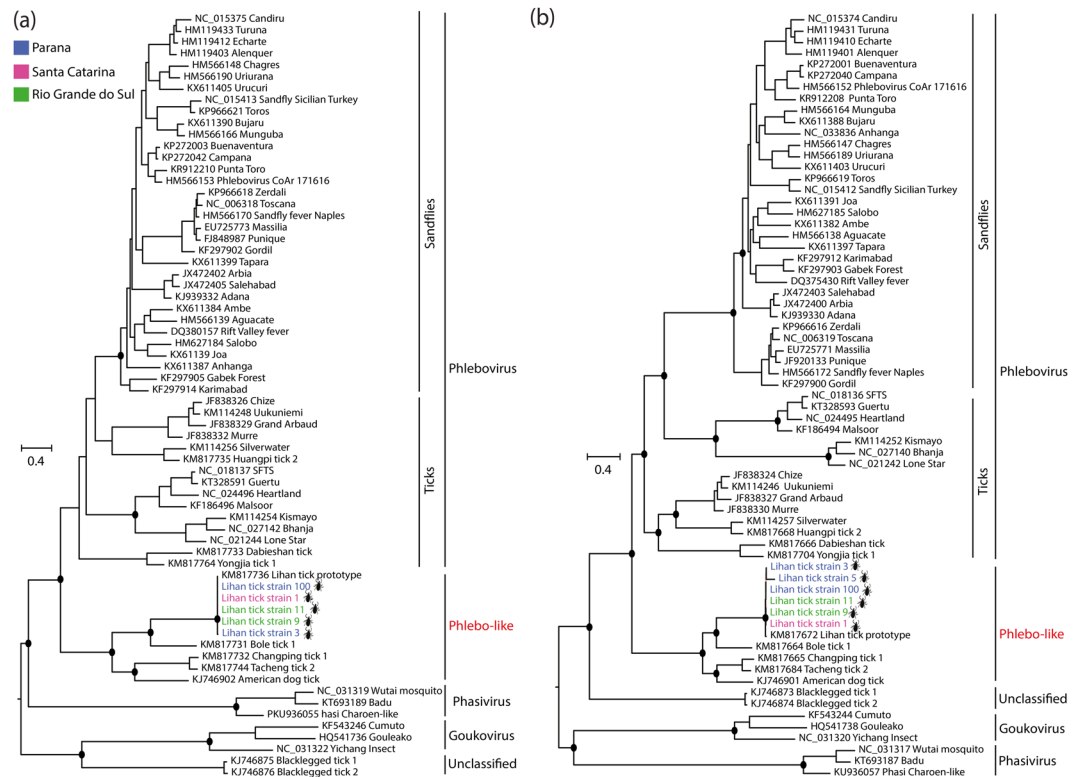 (a)
Parana
Santa Catarina
Rio Grande do Sul
NC_015375 Candiru
HM119433 Turuna
HM119412 Echarte
HM119403 Alenquer
HM566148 Chagres
HM566190 Uriurana
KX611405 Urucuri
NC_015413 Sandfly Sicilian Turkey
KP966621 Toros
KX611390 Bujaru
HM566166 Munguba
KP272003 Buenaventura
KP272042 Campana
KR912210 Punta Toro
HM566153 Phlebovirus CoAr 171616
KP966618 Zerdali
NC_006318 Toscana
HM566170 Sandfly fever Naples
EU725773 Massilia
FJ848987 Punique
KF297902 Gordil
KX611399 Tapara
JX472402 Arbia
JX472405 Salehabad
KJ939332 Adana
KX611384 Ambe
HM566139 Aguacate
DQ380157 Rift Valley fever
HM627184 Salobo
KX61139 Joa
KX611387 Anhanga
KF297905 Gabek Forest
KF297914 Karimabad
JF838326 Chize
KM114248 Uukuniemi
JF838329 Grand Arbaud
JF838332 Murre
KM114256 Silverwater
KM817735 Huangpi tick 2
NC_018137 SFTS
KT328591 Guertu
NC_024496 Heartland
KF186496 Malsoor
KM114254 Kismayo
NC_027142 Bhanja
NC_021244 Lone Star
KM817733 Dabieshan tick
KM817764 Yongjia tick 1
KM817736 Lihan tick prototype
Lihan tick strain 100
Lihan tick strain 1
Lihan tick strain 11
Lihan tick strain 9
Lihan tick strain 3
KM817731 Bole tick 1
KM817732 Changping tick 1
KM817744 Tacheng tick 2
KJ746902 American dog tick
NC_031319 Wutai mosquito
KT693189 Badu
PKU936055 hasi Charoen-like
KF543246 Cumuto
HQ541736 Gouleako
NC_031322 Yichang Insect
KJ746875 Blacklegged tick 1
KJ746876 Blacklegged tick 2
0.4
Sandflies
Ticks
Phlebovirus
Phlebo-like
Phasivirus
Goukovirus
Unclassified
(b)
NC_015374 Candiru
HM119431 Turuna
HM119410 Echarte
HM119401 Alenquer
KP272001 Buenaventura
KP272040 Campana
HM566152 Phlebovirus CoAr 171616
KR912208 Punta Toro
HM566164 Munguba
KX611388 Bujaru
NC_033836 Anhanga
HM566147 Chagres
HM566189 Uriurana
KX611403 Urucuri
KP966619 Toros
NC_015412 Sandfly Sicilian Turkey
KX611391 Joa
HM627185 Salobo
KX611382 Ambe
HM566138 Aguacate
KX611397 Tapara
KF297912 Karimabad
KF297903 Gabek Forest
DQ375430 Rift Valley fever
JX472403 Salehabad
JX472400 Arbia
KJ939330 Adana
KP966616 Zerdali
NC_006319 Toscana
EU725771 Massilia
JF920133 Punique
HM566172 Sandfly fever Naples
KF297900 Gordil
NC_018136 SFTS
KT328593 Guertu
NC_024495 Heartland
KF186494 Malsoor
KM114252 Kismayo
NC_027140 Bhanja
NC_021242 Lone Star
JF838324 Chize
KM114246 Uukuniemi
JF838327 Grand Arbaud
JF838330 Murre
KM114257 Silverwater
KM817668 Huangpi tick 2
KM817666 Dabieshan tick
KM817704 Yongjia tick 1
Lihan tick strain 3
Lihan tick strain 5
Lihan tick strain 100
Lihan tick strain 11
Lihan tick strain 9
Lihan tick strain 1
KM817672 Lihan tick prototype
KM817664 Bole tick 1
KM817665 Changping tick 1
KM817684 Tacheng tick 2
KJ746901 American dog tick
KJ746873 Blacklegged tick 1
KJ746874 Blacklegged tick 2
KF543244 Cumuto
HQ541738 Gouleako
NC_031320 Yichang Insect
NC_031317 Wutai mosquito
KT693187 Badu
KU936057 Phasi Charoen-like
0.4
Sandflies
Ticks
Phlebovirus
Phlebo-like
Unclassified
Goukovirus
Phasivirus